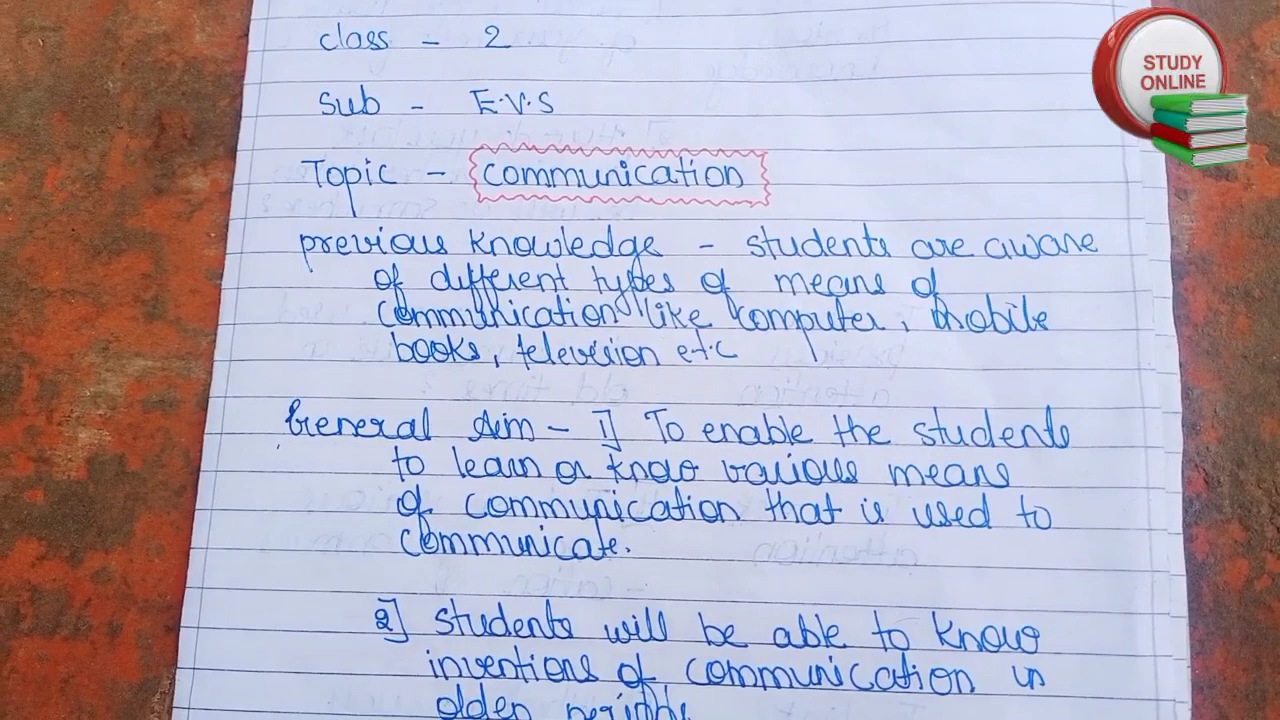 class - 2
Sub - E.V.S
Topic - communication
previous knowledge - students are aware
of different types of means of
communication like computer, mobile
books, television etc
General Aim - 1] To enable the students
to learn or know various means
of communication that is used to
communicate.
2] students will be able to know
inventions of communication in
olden
STUDY
ONLINE